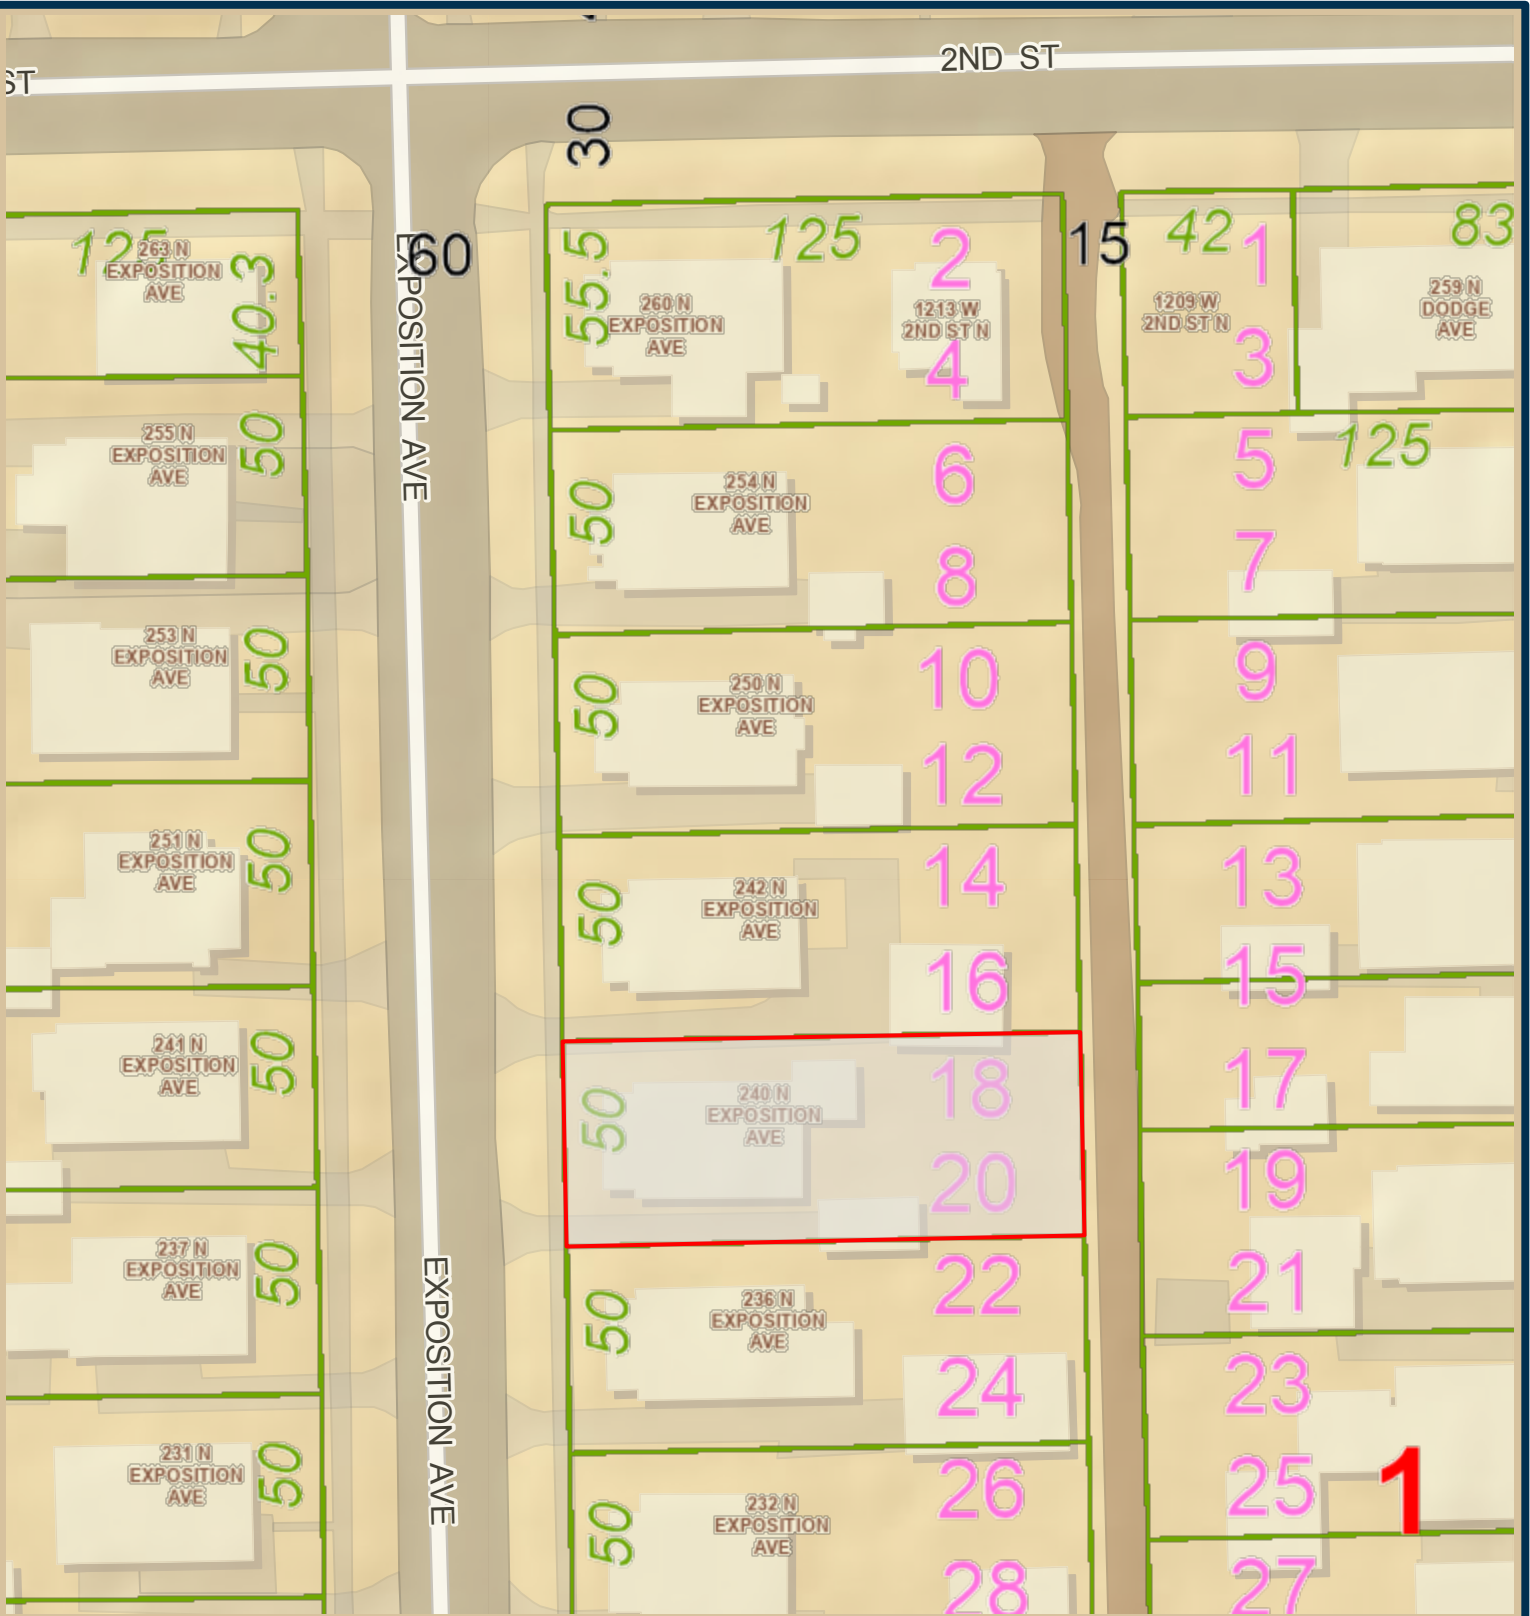 ST
2ND ST
30
60
15
EXPOSITION AVE
EXPOSITION AVE
125
263 N
EXPOSITION
AVE
40.3
255 N
EXPOSITION
AVE
50
253 N
EXPOSITION
AVE
50
251 N
EXPOSITION
AVE
50
241 N
EXPOSITION
AVE
50
237 N
EXPOSITION
AVE
50
231 N
EXPOSITION
AVE
50
55.5
125
260 N
EXPOSITION
AVE
1213 W
2ND ST N
2
4
50
254 N
EXPOSITION
AVE
6
8
50
250 N
EXPOSITION
AVE
10
12
50
242 N
EXPOSITION
AVE
14
16
50
240 N
EXPOSITION
AVE
18
20
50
236 N
EXPOSITION
AVE
22
24
50
232 N
EXPOSITION
AVE
26
28
42
1209 W
2ND ST N
1
3
83
259 N
DODGE
AVE
125
5
7
9
11
13
15
17
19
21
23
25
27
1